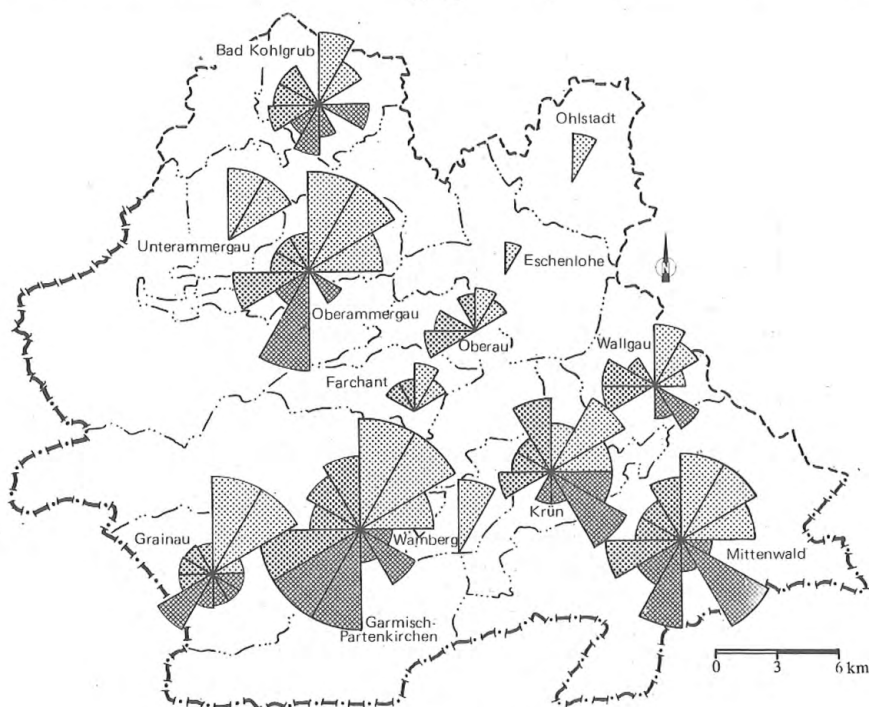 Bad Kohlgrub
Ohlstadt
Unterammergau
Eschenlohe
N
Oberammergau
Oberau
Wallgau
Farchant
Krün
Grainau
Wamberg
Mittenwald
Garmisch-
Partenkirchen
0 3 6 km